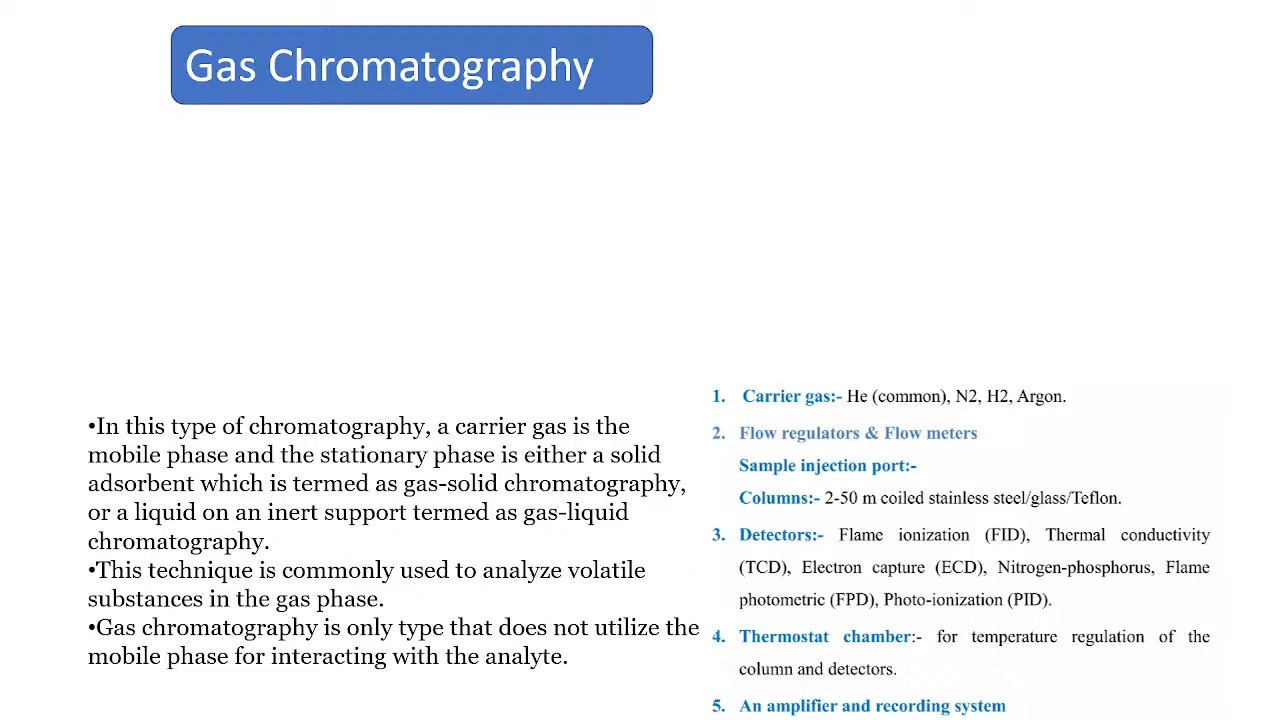 Gas Chromatography
•In this type of chromatography, a carrier gas is the
mobile phase and the stationary phase is either a solid
adsorbent which is termed as gas-solid chromatography,
or a liquid on an inert support termed as gas-liquid
chromatography.
•This technique is commonly used to analyze volatile
substances in the gas phase.
•Gas chromatography is only type that does not utilize the
mobile phase for interacting with the analyte.
1. Carrier gas:- He (common), N2, H2, Argon.
2. Flow regulators & Flow meters
Sample injection port:-
Columns:- 2-50 m coiled stainless steel/glass/Teflon.
3. Detectors:- Flame ionization (FID), Thermal conductivity
(TCD), Electron capture (ECD), Nitrogen-phosphorus, Flame
photometric (FPD), Photo-ionization (PID).
4. Thermostat chamber:- for temperature regulation of the
column and detectors.
5. An amplifier and recording system